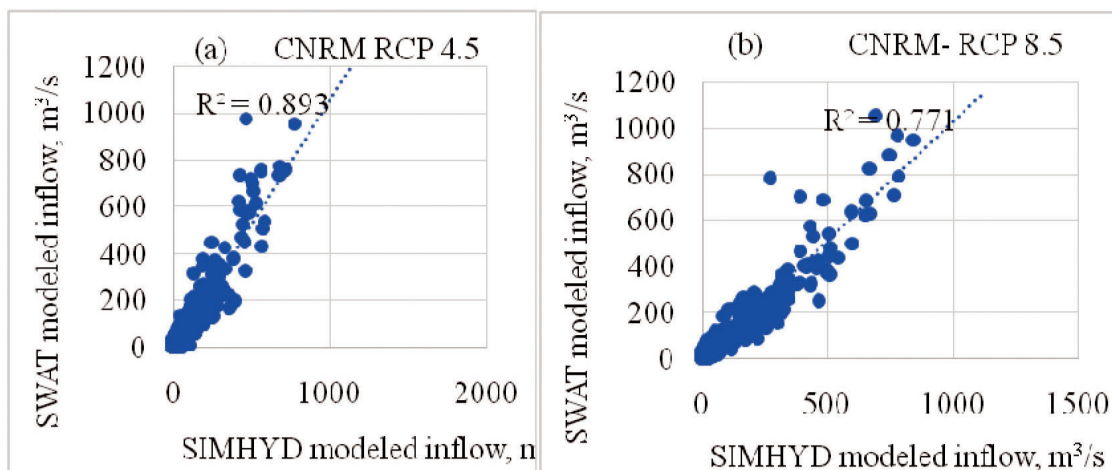 (a) CNRM RCP 4.5
1200
R² = 0.893
1000
800
600
400
200
0
0 1000 2000
SWAT modeled inflow, m³/s
SIMHYD modeled inflow, m
(b) CNRM- RCP 8.5
1200
R² = 0.771
1000
800
600
400
200
0
0 500 1000 1500
SWAT modeled inflow, m³/s
SIMHYD modeled inflow, m³/s